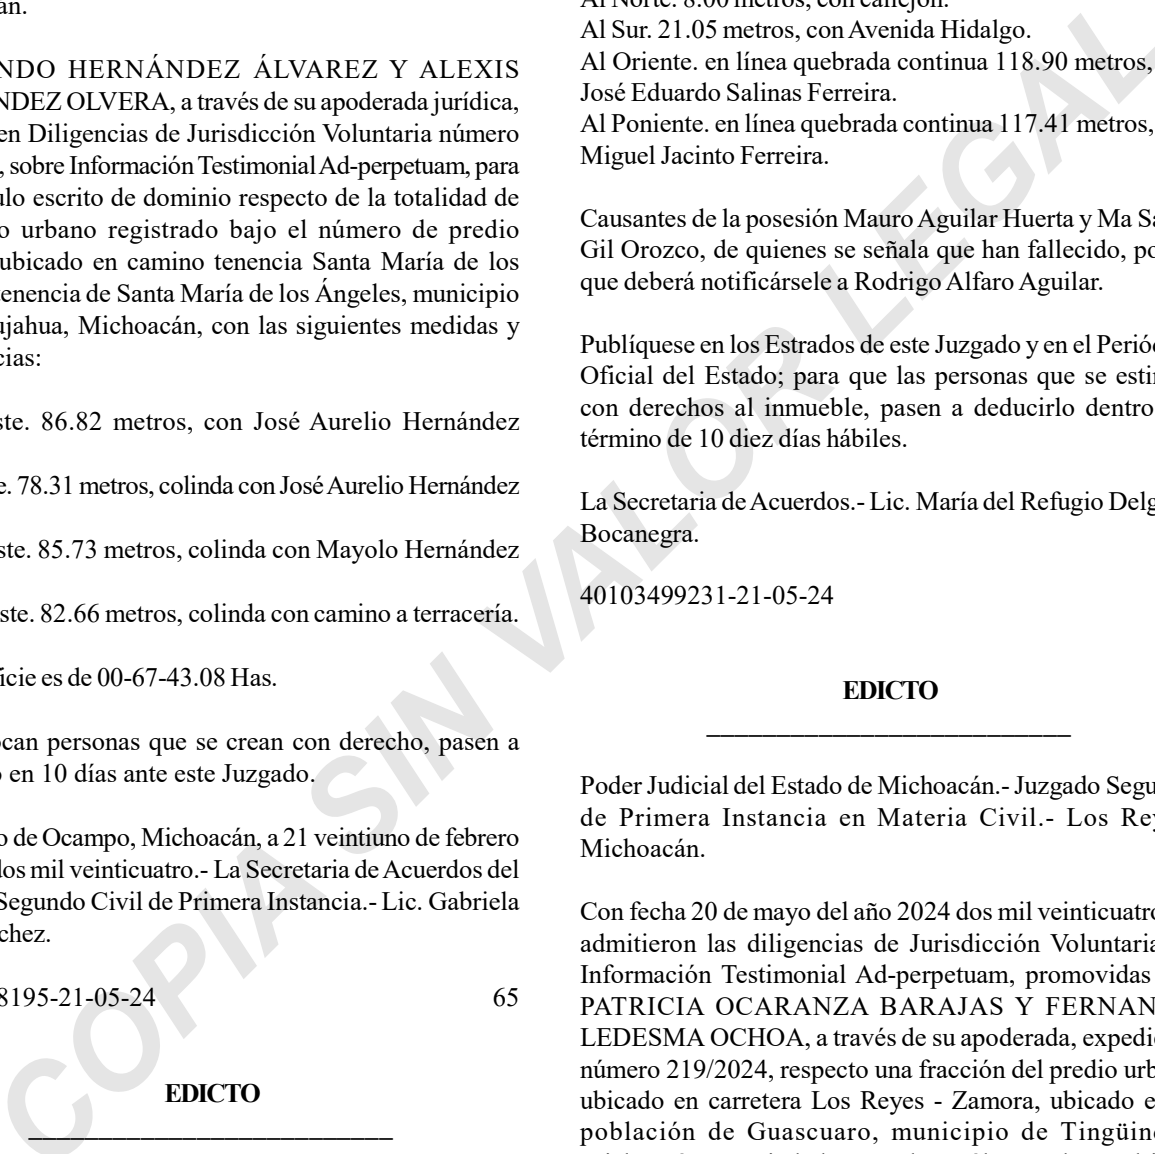 NDO HERNÁNDEZ ÁLVAREZ Y ALEXIS
NDEZ OLVERA, a través de su apoderada jurídica,
en Diligencias de Jurisdicción Voluntaria número
, sobre Información Testimonial Ad-perpetuam, para
ulo escrito de dominio respecto de la totalidad de
o urbano registrado bajo el número de predio
ubicado en camino tenencia Santa María de los
tenencia de Santa María de los Ángeles, municipio
ujahua, Michoacán, con las siguientes medidas y
cias:
ste. 86.82 metros, con José Aurelio Hernández
e. 78.31 metros, colinda con José Aurelio Hernández
ste. 85.73 metros, colinda con Mayolo Hernández
ste. 82.66 metros, colinda con camino a terracería.
icie es de 00-67-43.08 Has.
ocan personas que se crean con derecho, pasen a
o en 10 días ante este Juzgado.
o de Ocampo, Michoacán, a 21 veintiuno de febrero
dos mil veinticuatro.- La Secretaria de Acuerdos del
Segundo Civil de Primera Instancia.- Lic. Gabriela
chez.
8195-21-05-24 65
EDICTO
Al Norte. 8.00 metros, con callejón.
Al Sur. 21.05 metros, con Avenida Hidalgo.
Al Oriente. en línea quebrada continua 118.90 metros,
José Eduardo Salinas Ferreira.
Al Poniente. en línea quebrada continua 117.41 metros,
Miguel Jacinto Ferreira.
Causantes de la posesión Mauro Aguilar Huerta y Ma Sa
Gil Orozco, de quienes se señala que han fallecido, po
que deberá notificársele a Rodrigo Alfaro Aguilar.
Publíquese en los Estrados de este Juzgado y en el Perió
Oficial del Estado; para que las personas que se esti
con derechos al inmueble, pasen a deducirlo dentro
término de 10 diez días hábiles.
La Secretaria de Acuerdos.- Lic. María del Refugio Delg
Bocanegra.
40103499231-21-05-24
EDICTO
Poder Judicial del Estado de Michoacán.- Juzgado Segu
de Primera Instancia en Materia Civil.- Los Rey
Michoacán.
Con fecha 20 de mayo del año 2024 dos mil veinticuatro
admitieron las diligencias de Jurisdicción Voluntaria
Información Testimonial Ad-perpetuam, promovidas
PATRICIA OCARANZA BARAJAS Y FERNAN
LEDESMA OCHOA, a través de su apoderada, expedie
número 219/2024, respecto una fracción del predio urb
ubicado en carretera Los Reyes - Zamora, ubicado e
población de Guascuaro, municipio de Tingüin
COPIA SIN VALOR LEGAL